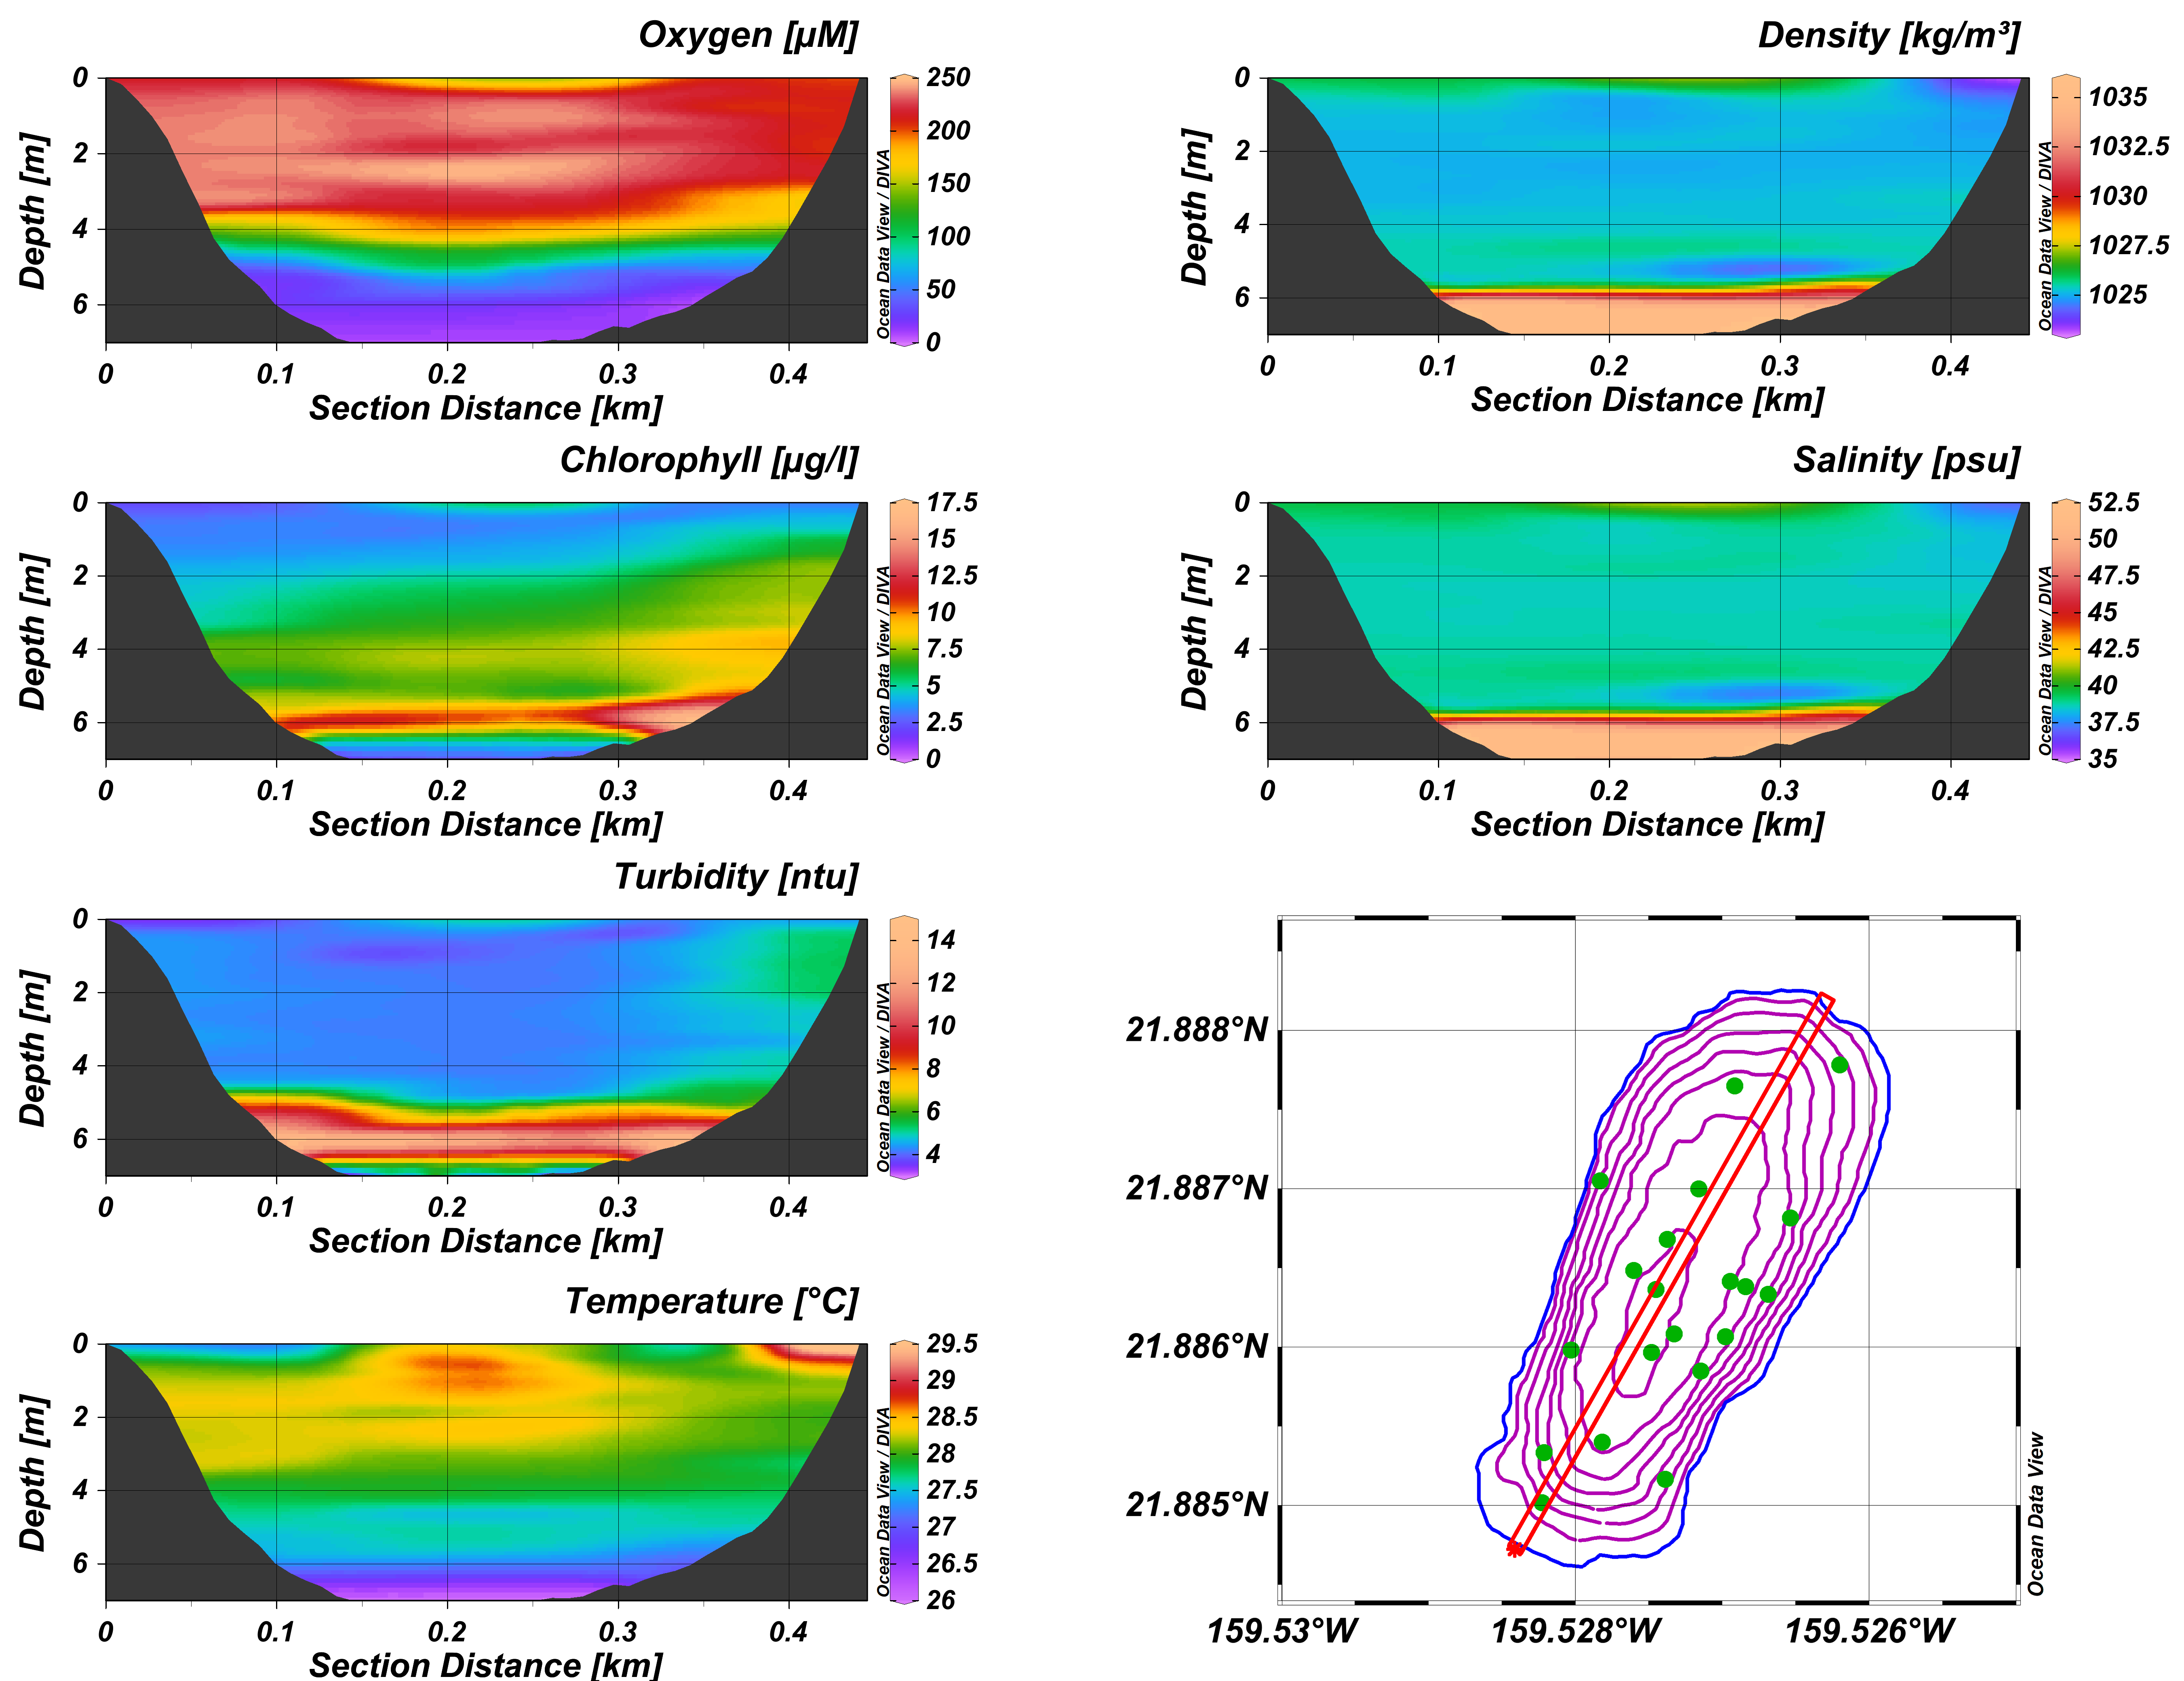 Oxygen [µM]
0
2
4
6
Depth [m]
0 0.1 0.2 0.3 0.4
Section Distance [km]
250
200
150
100
50
0
Ocean Data View / DIVA
Density [kg/m³]
0
2
4
6
Depth [m]
0 0.1 0.2 0.3 0.4
Section Distance [km]
1035
1032.5
1030
1027.5
1025
Ocean Data View / DIVA
Chlorophyll [µg/l]
0
2
4
6
Depth [m]
0 0.1 0.2 0.3 0.4
Section Distance [km]
17.5
15
12.5
10
7.5
5
2.5
0
Ocean Data View / DIVA
Salinity [psu]
0
2
4
6
Depth [m]
0 0.1 0.2 0.3 0.4
Section Distance [km]
52.5
50
47.5
45
42.5
40
37.5
35
Ocean Data View / DIVA
Turbidity [ntu]
0
2
4
6
Depth [m]
0 0.1 0.2 0.3 0.4
Section Distance [km]
14
12
10
8
6
4
Ocean Data View / DIVA
Temperature [°C]
0
2
4
6
Depth [m]
0 0.1 0.2 0.3 0.4
Section Distance [km]
29.5
29
28.5
28
27.5
27
26.5
26
Ocean Data View / DIVA
21.888°N
21.887°N
21.886°N
21.885°N
159.53°W 159.528°W 159.526°W
Ocean Data View